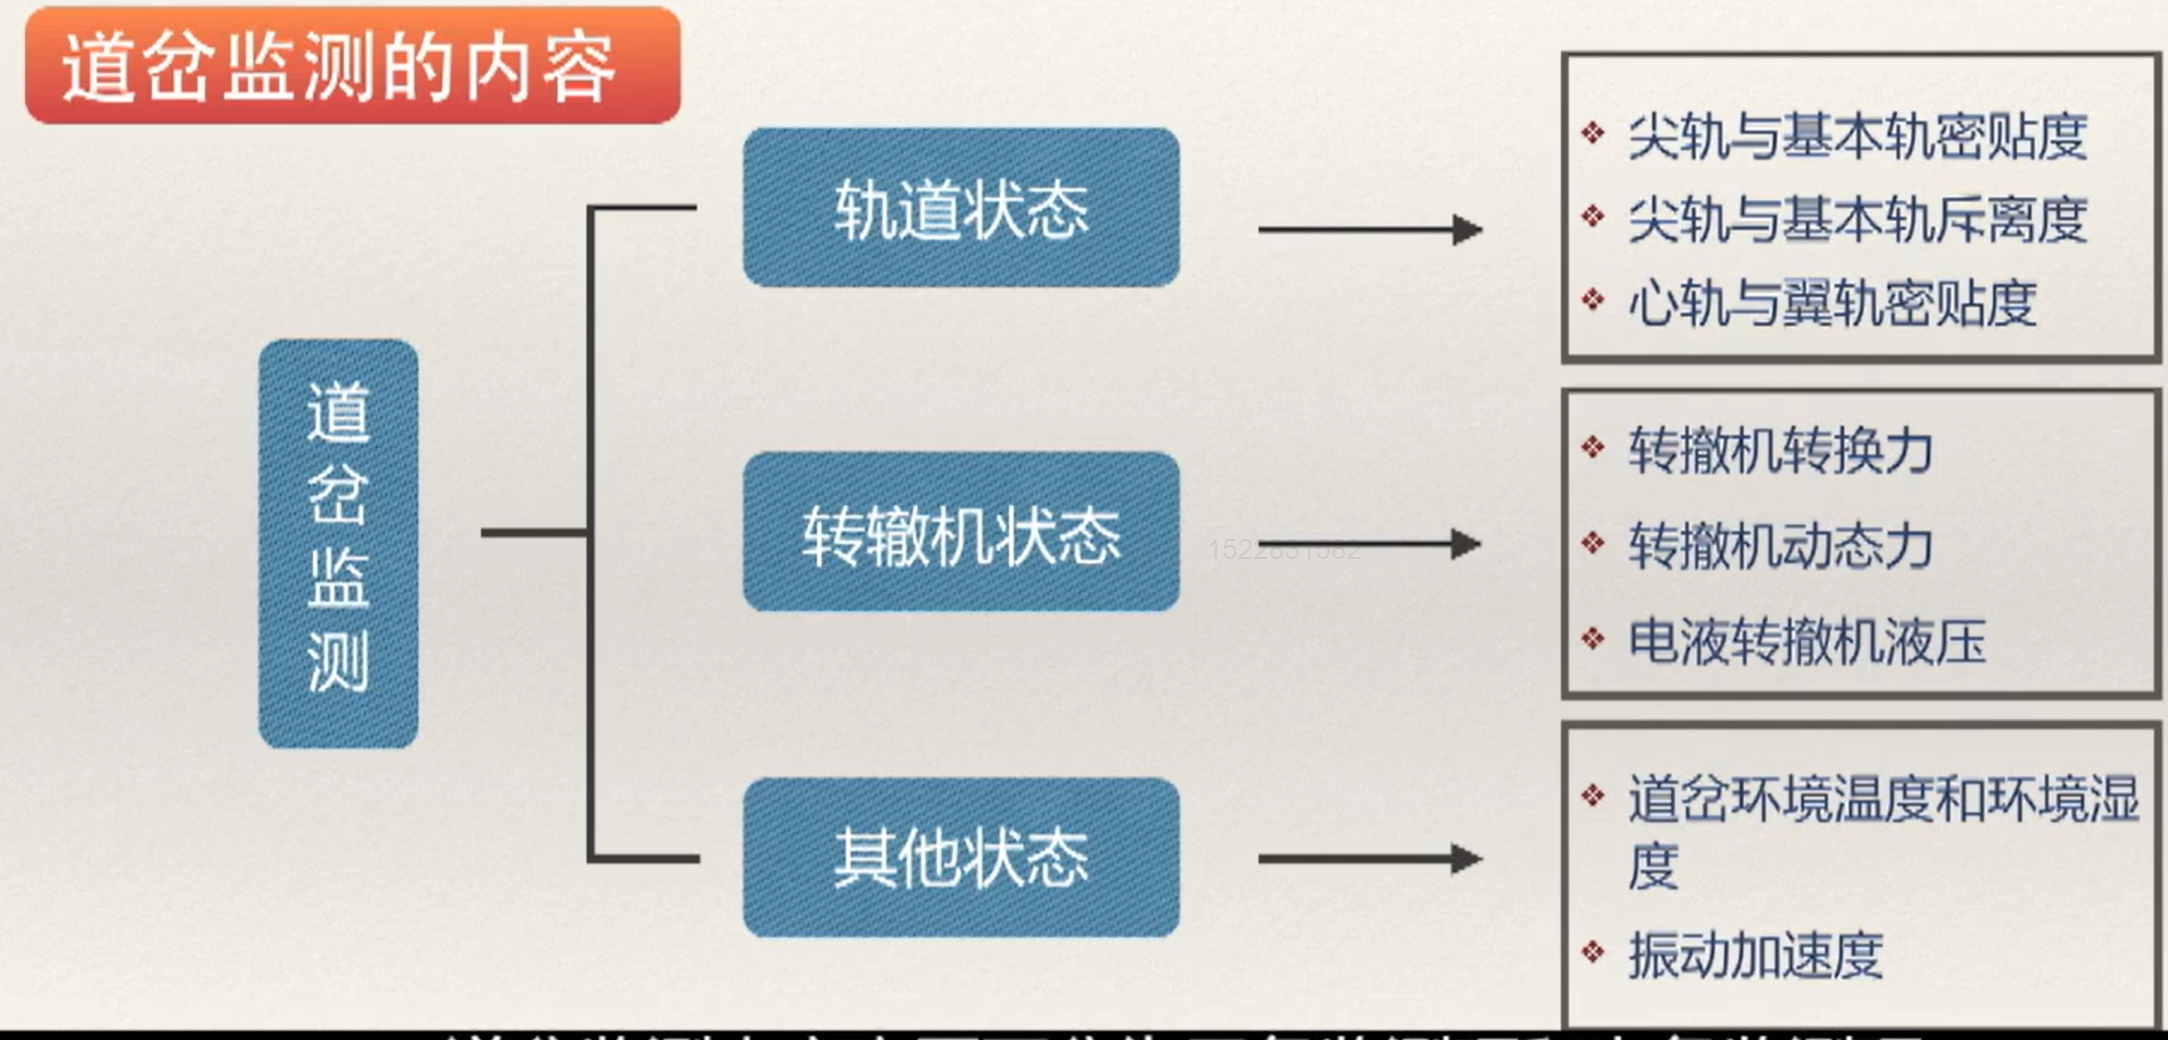 道岔监测的内容
道岔监测
轨道状态
尖轨与基本轨密贴度
尖轨与基本轨斥离度
心轨与翼轨密贴度
转辙机状态
转撤机转换力
转撤机动态力
电液转撤机液压
其他状态
道岔环境温度和环境湿
度
振动加速度
1522831582